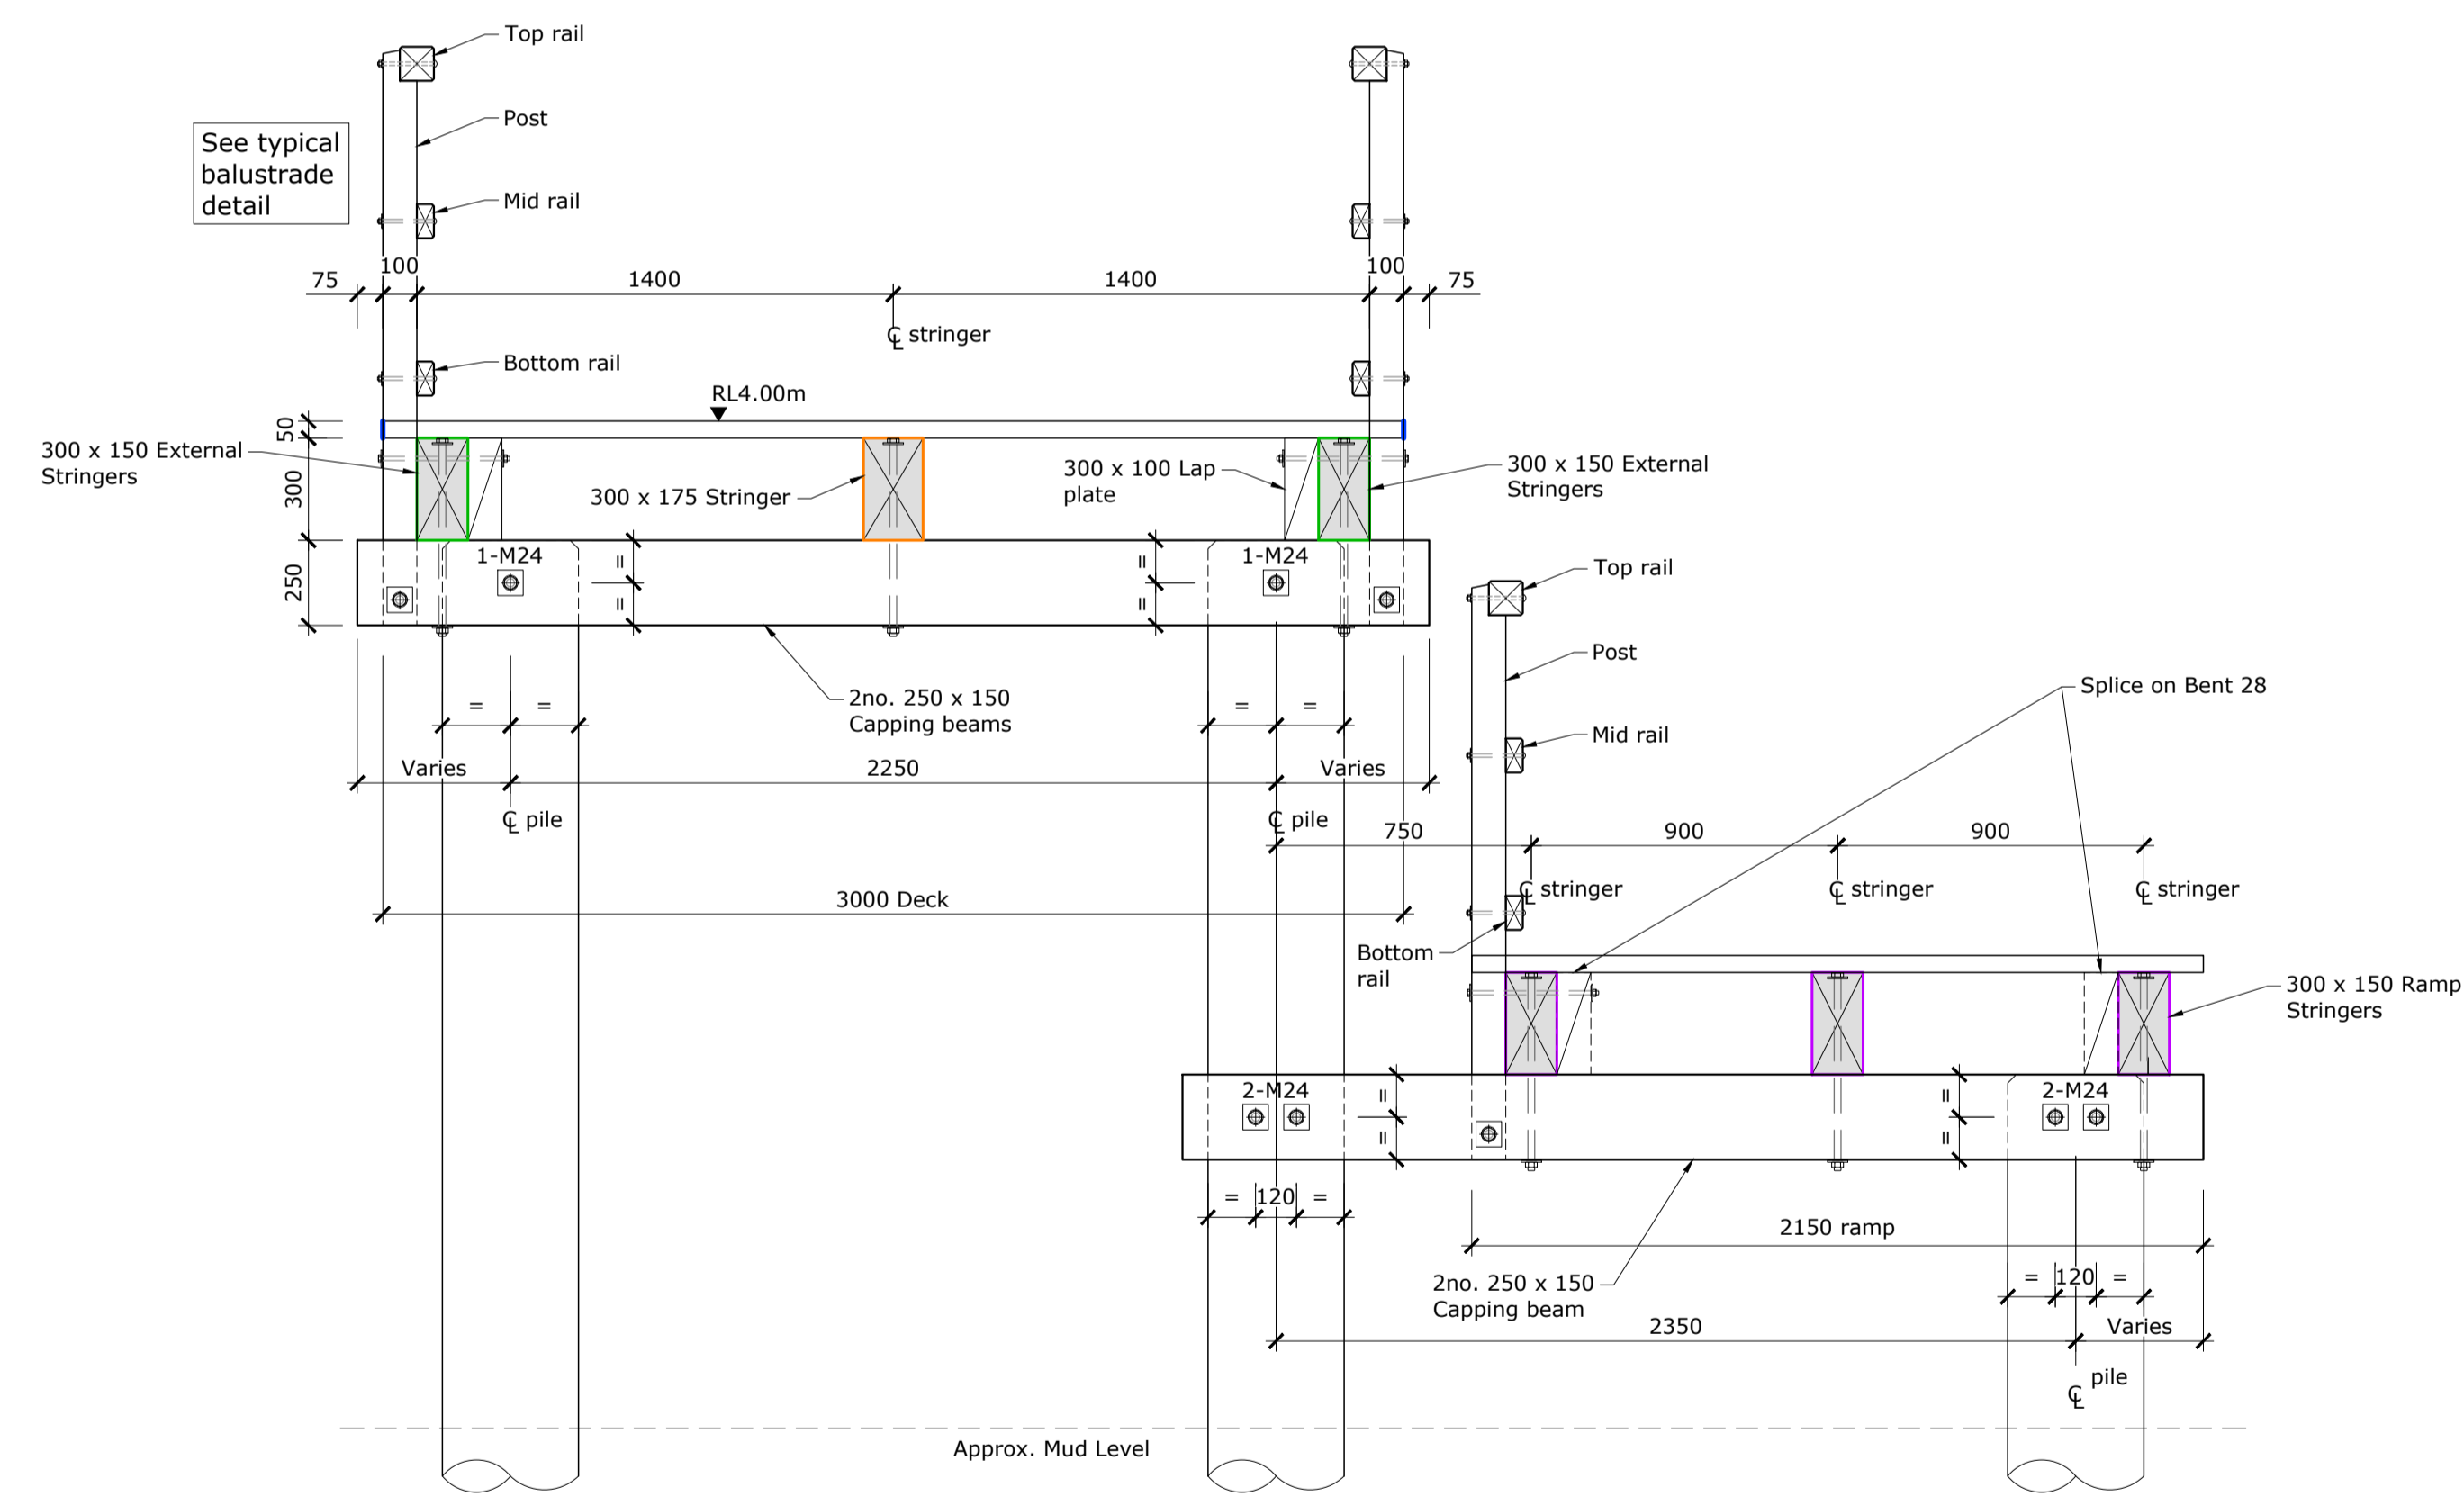 Top rail
Post
See typical
balustrade
detail
Mid rail
75
100
1400
1400
100
75
℄ stringer
Bottom rail
RL4.00m
50
300 x 150 External
Stringers
300
300 x 175 Stringer
300 x 100 Lap
plate
300 x 150 External
Stringers
250
1-M24
=
=
=
=
1-M24
Top rail
Post
Splice on Bent 28
Mid rail
2no. 250 x 150
Capping beams
=
=
=
=
Varies
2250
Varies
℄ pile
℄ pile
750
900
900
℄ stringer
℄ stringer
℄ stringer
3000 Deck
Bottom
rail
300 x 150 Ramp
Stringers
2-M24
=
=
=
=
2-M24
=
120
=
2150 ramp
2no. 250 x 150
Capping beam
=
120
=
2350
Varies
℄ pile
Approx. Mud Level